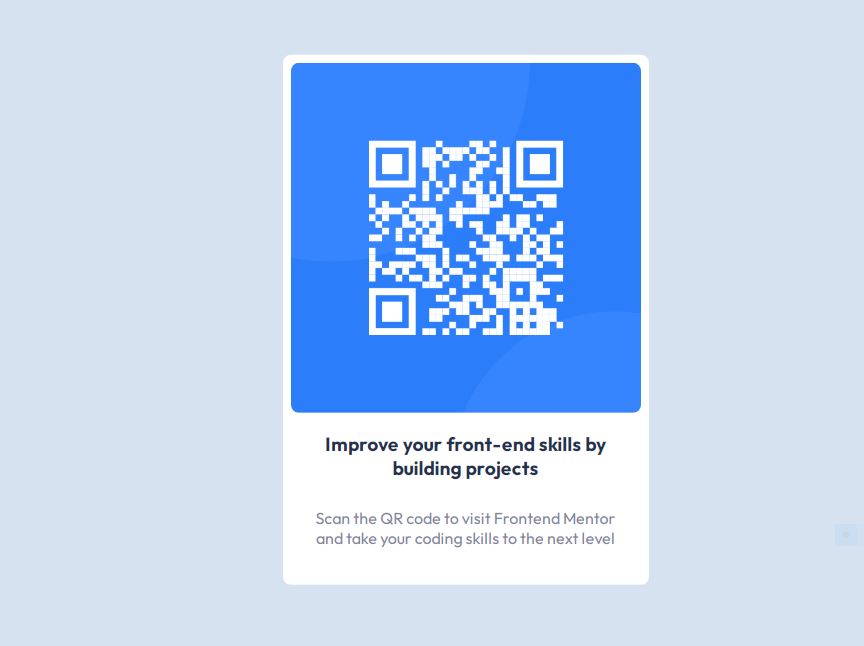 Improve your front-end skills by
building projects
Scan the QR code to visit Frontend Mentor
and take your coding skills to the next level